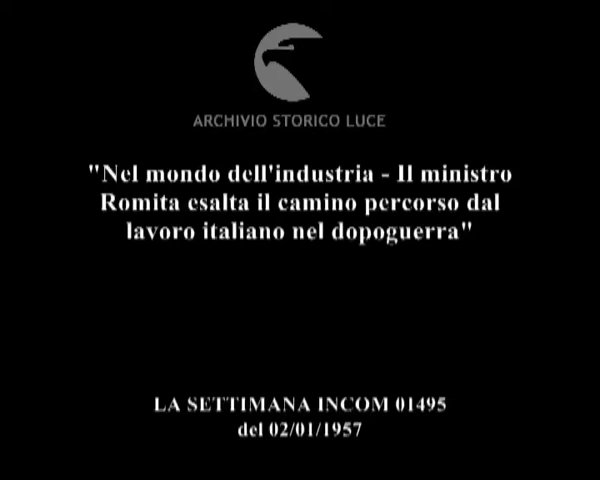 ARCHIVIO STORICO LUCE
"Nel mondo dell'industria - Il ministro
Romita esalta il camino percorso dal
lavoro italiano nel dopoguerra"
LA SETTIMANA INCOM 01495
del 02/01/1957